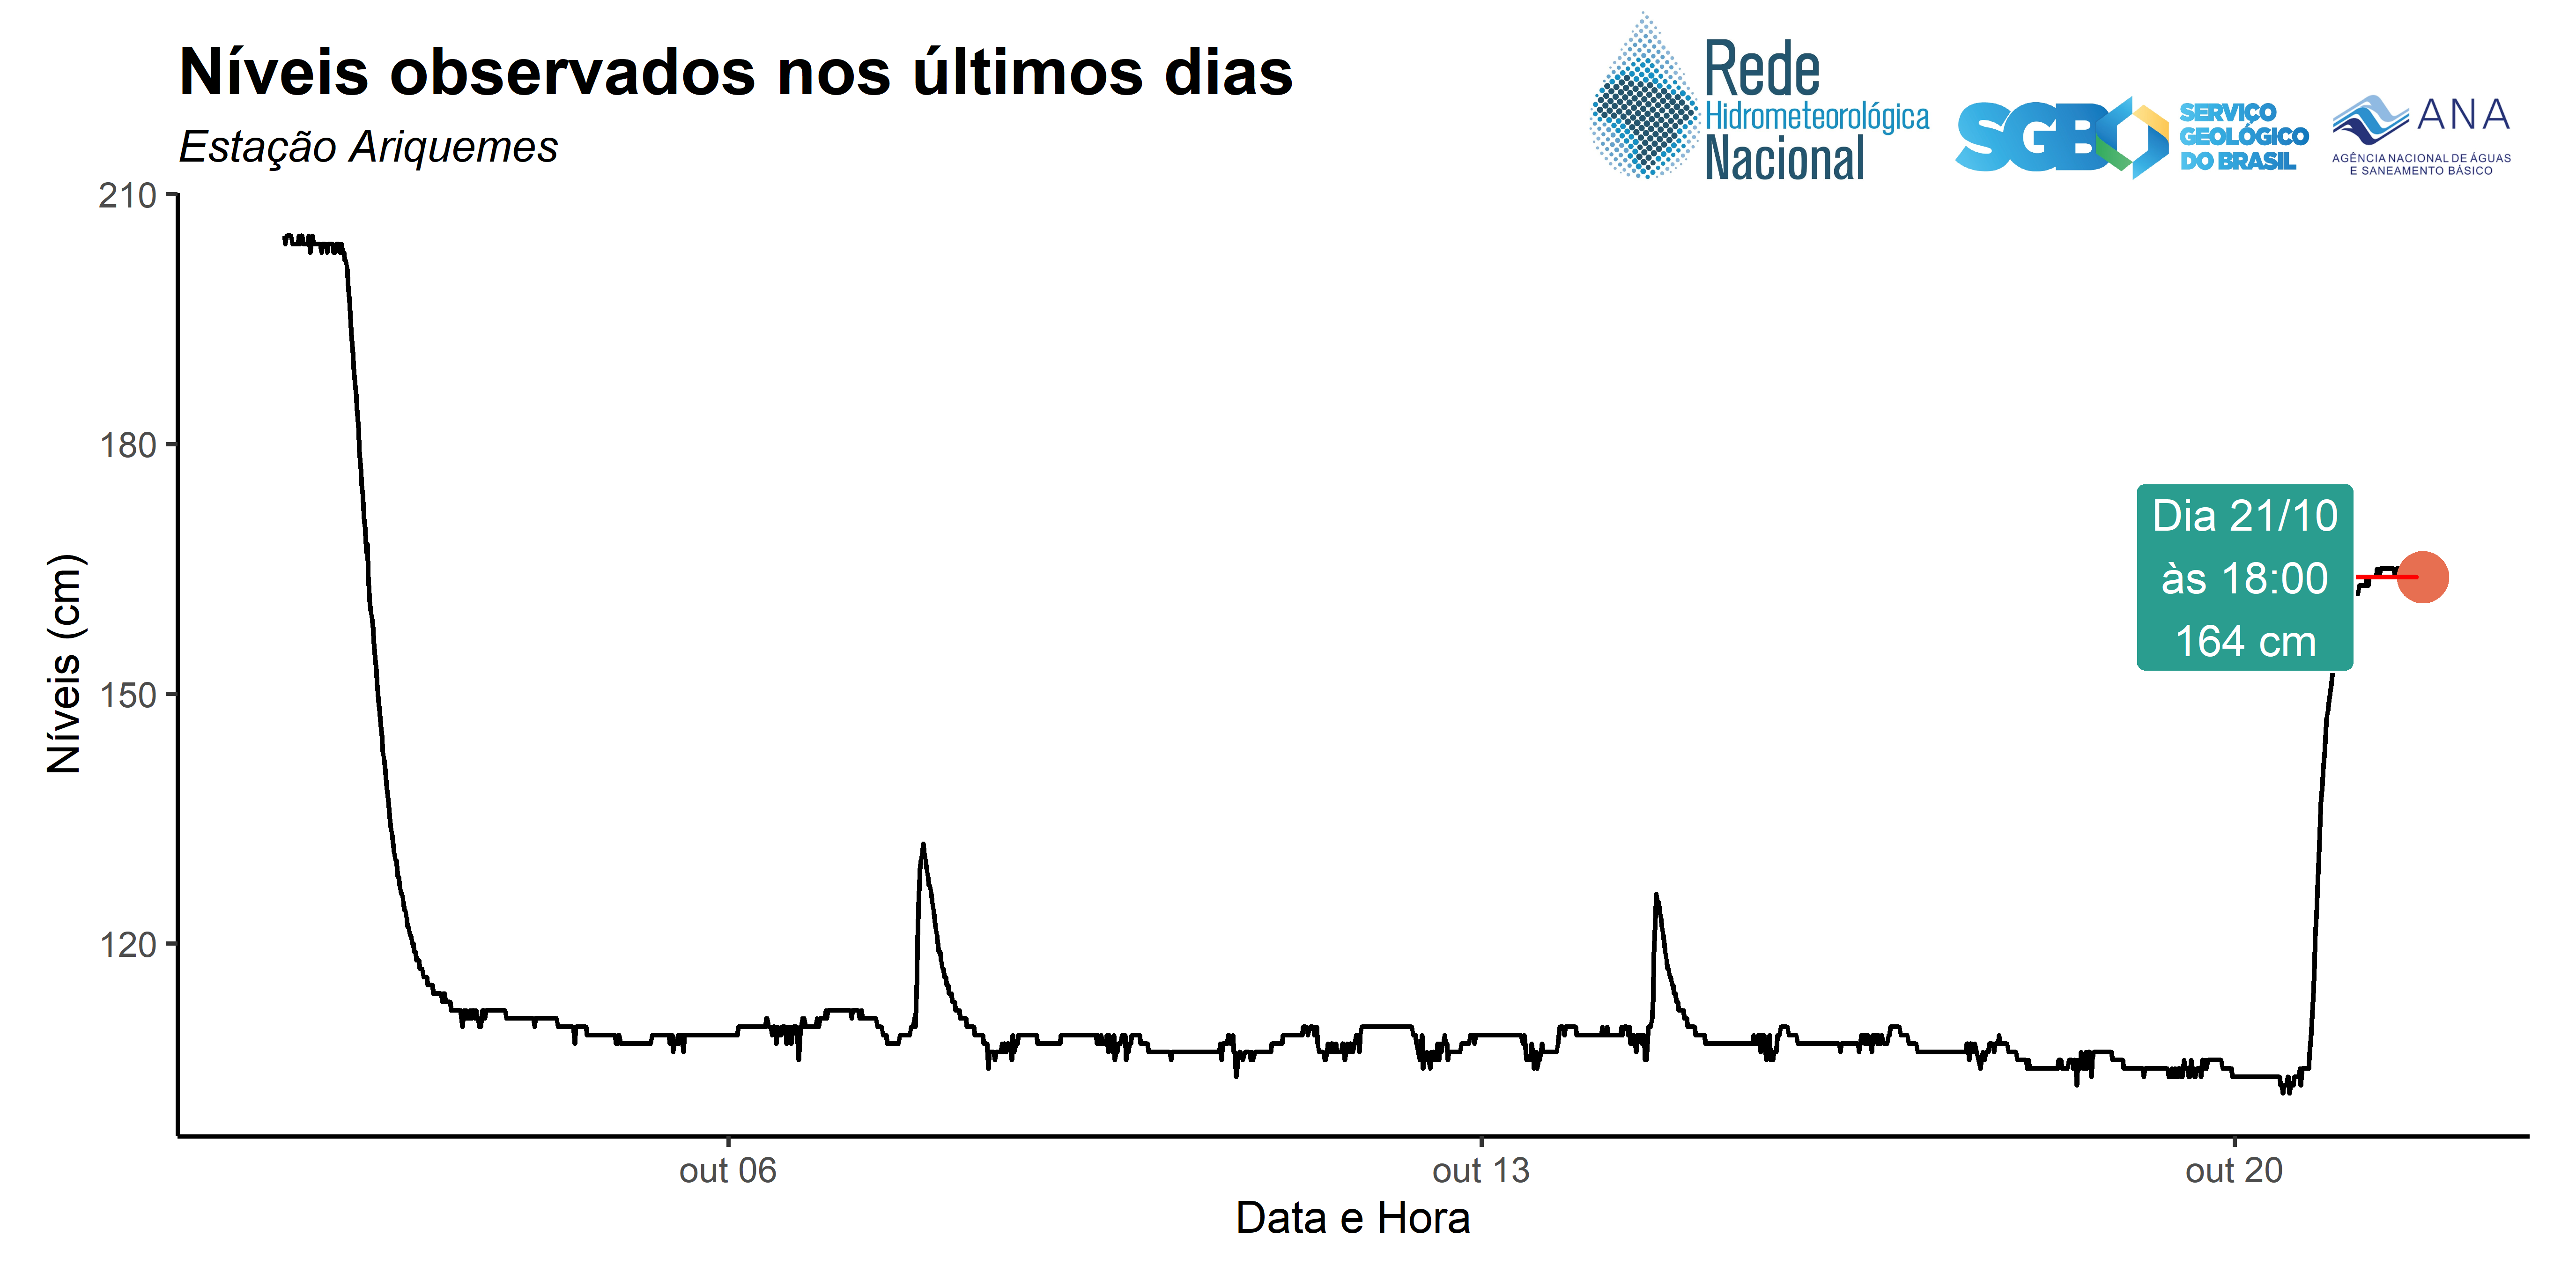 Níveis observados nos últimos dias
Estação Ariquemes
Rede
Hidrometeorológica
Nacional
SGB
SERVIÇO
GEOLÓGICO
DO BRASIL
ANA
AGÊNCIA NACIONAL DE ÁGUAS
E SANEAMENTO BÁSICO
210
180
150
120
Níveis (cm)
Dia 21/10
às 18:00
164 cm
out 06
out 13
out 20
Data e Hora